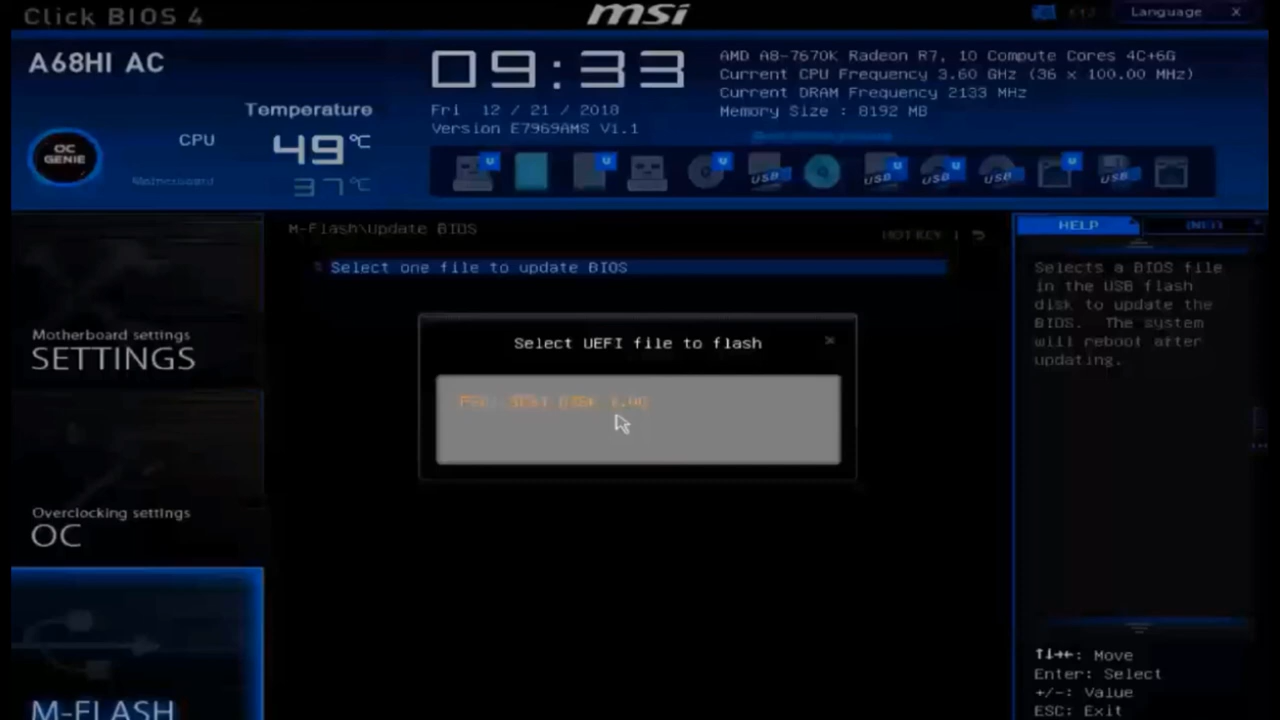 Click BIOS 4
msi
Language X
A68HI AC
09:33
AMD A8-7670K Radeon R7, 10 Compute Cores 4C+6G
Current CPU Frequency 3.60 GHz (36 x 100.00 MHz)
Current DRAM Frequency 2133 MHz
Memory Size : 8192 MB
Temperature
Fri 12 / 21 / 2018
Version E7969AMS V1.1
OC
GENIE
CPU 49°C
Motherboard 37°C
U U U U U U
USB USB USB USB USB
M-Flash\Update BIOS
HOT KEY
HELP
Select one file to update BIOS
Selects a BIOS file
in the USB flash
disk to update the
BIOS. The system
will reboot after
updating.
Select UEFI file to flash
Motherboard settings
SETTINGS
Overclocking settings
OC
M-FLASH
↑↓→←: Move
Enter: Select
+/-: Value
ESC: Exit